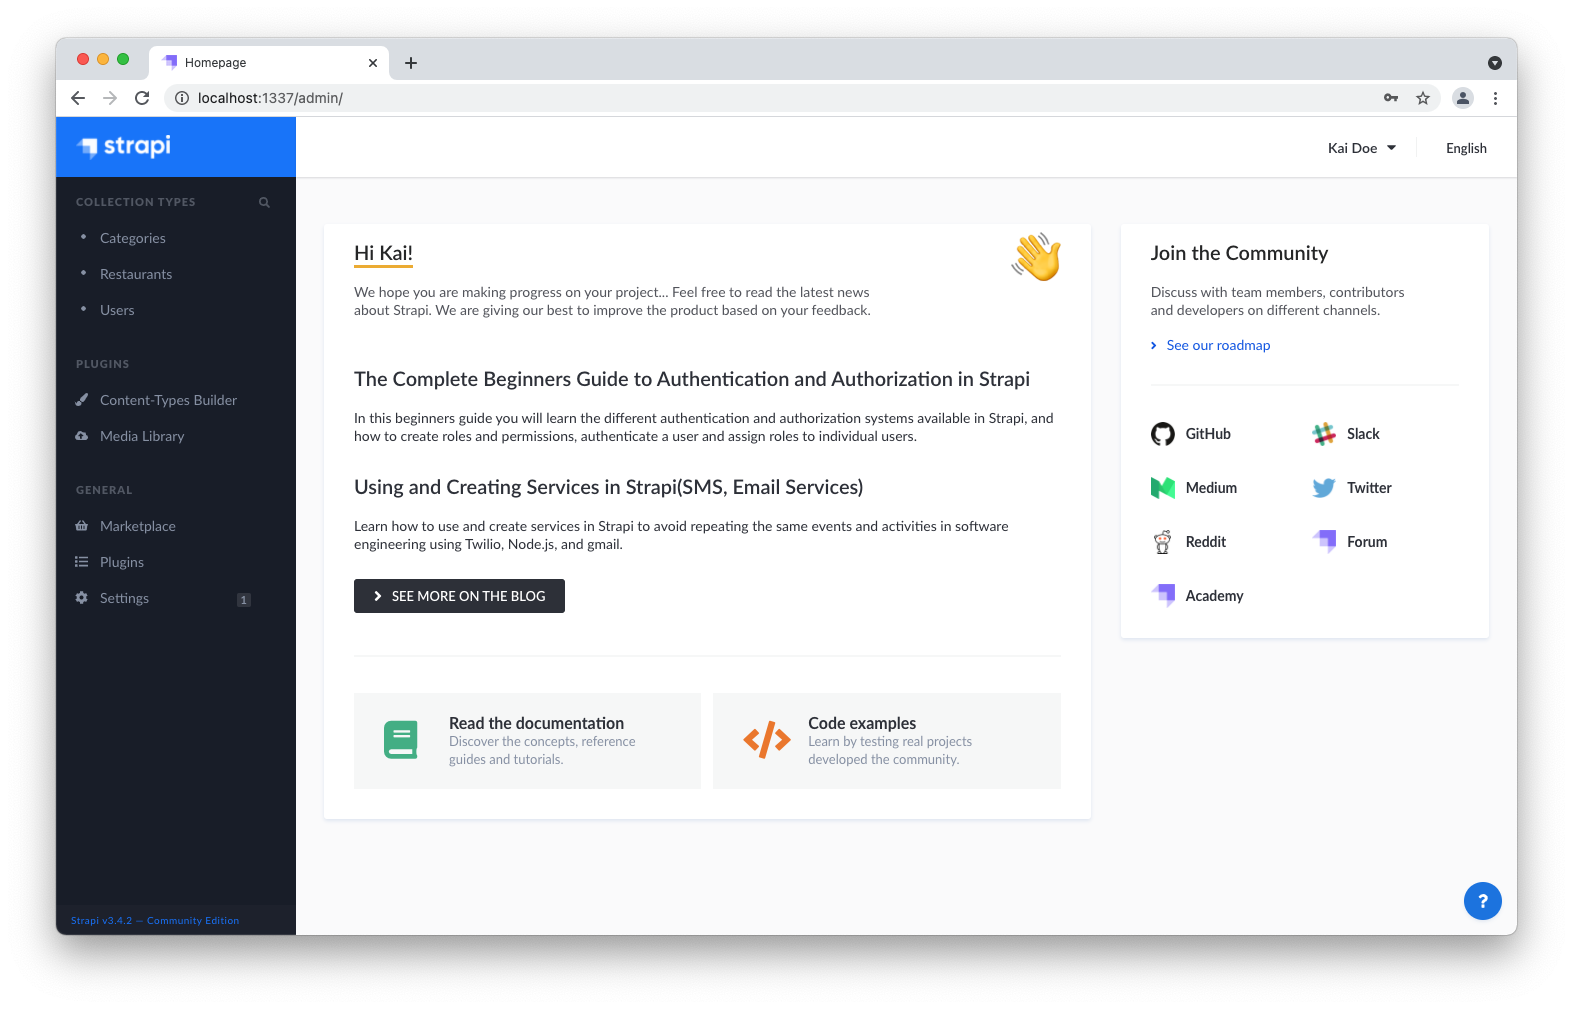 Homepage
localhost:1337/admin/
strapi
Kai Doe
English
COLLECTION TYPES
Categories
Restaurants
Users
PLUGINS
Content-Types Builder
Media Library
GENERAL
Marketplace
Plugins
Settings
1
Strapi v3.4.2 — Community Edition
Hi Kai!
We hope you are making progress on your project... Feel free to read the latest news
about Strapi. We are giving our best to improve the product based on your feedback.
The Complete Beginners Guide to Authentication and Authorization in Strapi
In this beginners guide you will learn the different authentication and authorization systems available in Strapi, and
how to create roles and permissions, authenticate a user and assign roles to individual users.
Using and Creating Services in Strapi(SMS, Email Services)
Learn how to use and create services in Strapi to avoid repeating the same events and activities in software
engineering using Twilio, Node.js, and gmail.
SEE MORE ON THE BLOG
Read the documentation
Discover the concepts, reference
guides and tutorials.
Code examples
Learn by testing real projects
developed the community.
Join the Community
Discuss with team members, contributors
and developers on different channels.
See our roadmap
GitHub
Slack
Medium
Twitter
Reddit
Forum
Academy
?